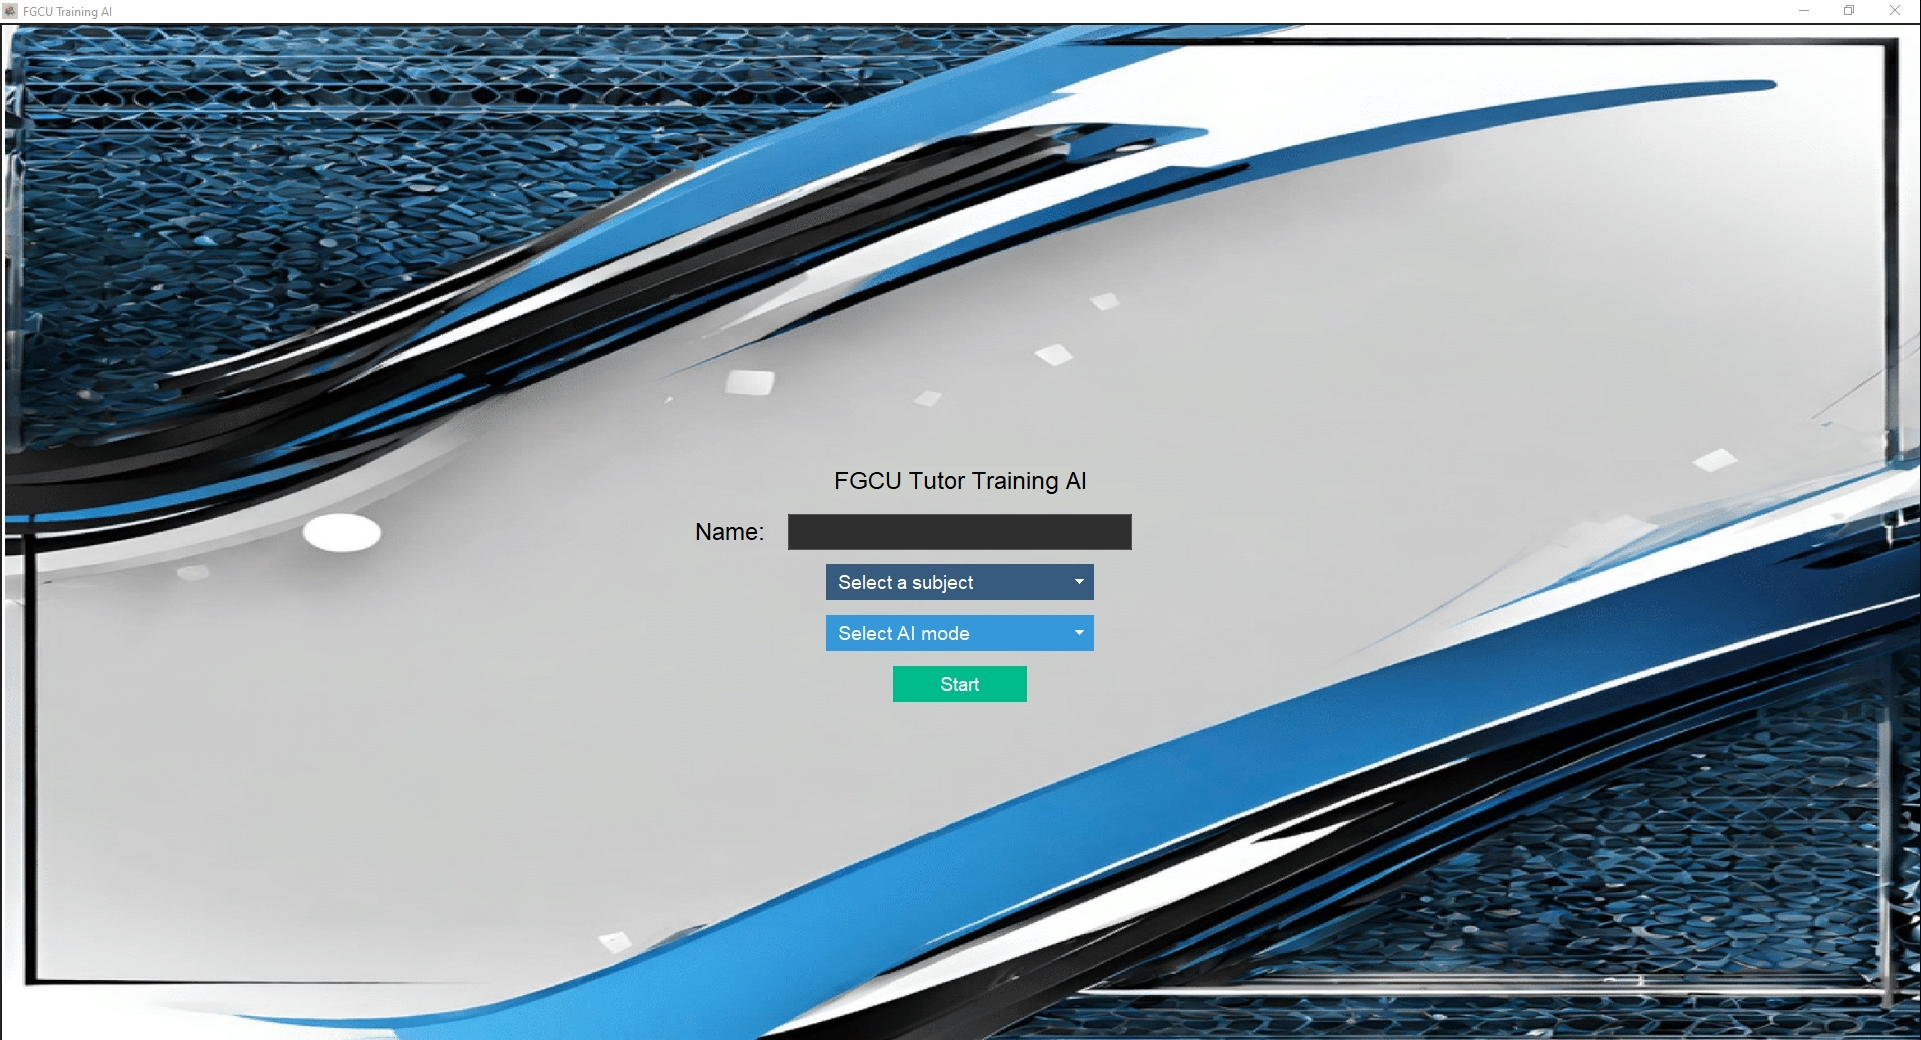 FGCU Training AI
FGCU Tutor Training AI
Name:
Select a subject
Select AI mode
Start